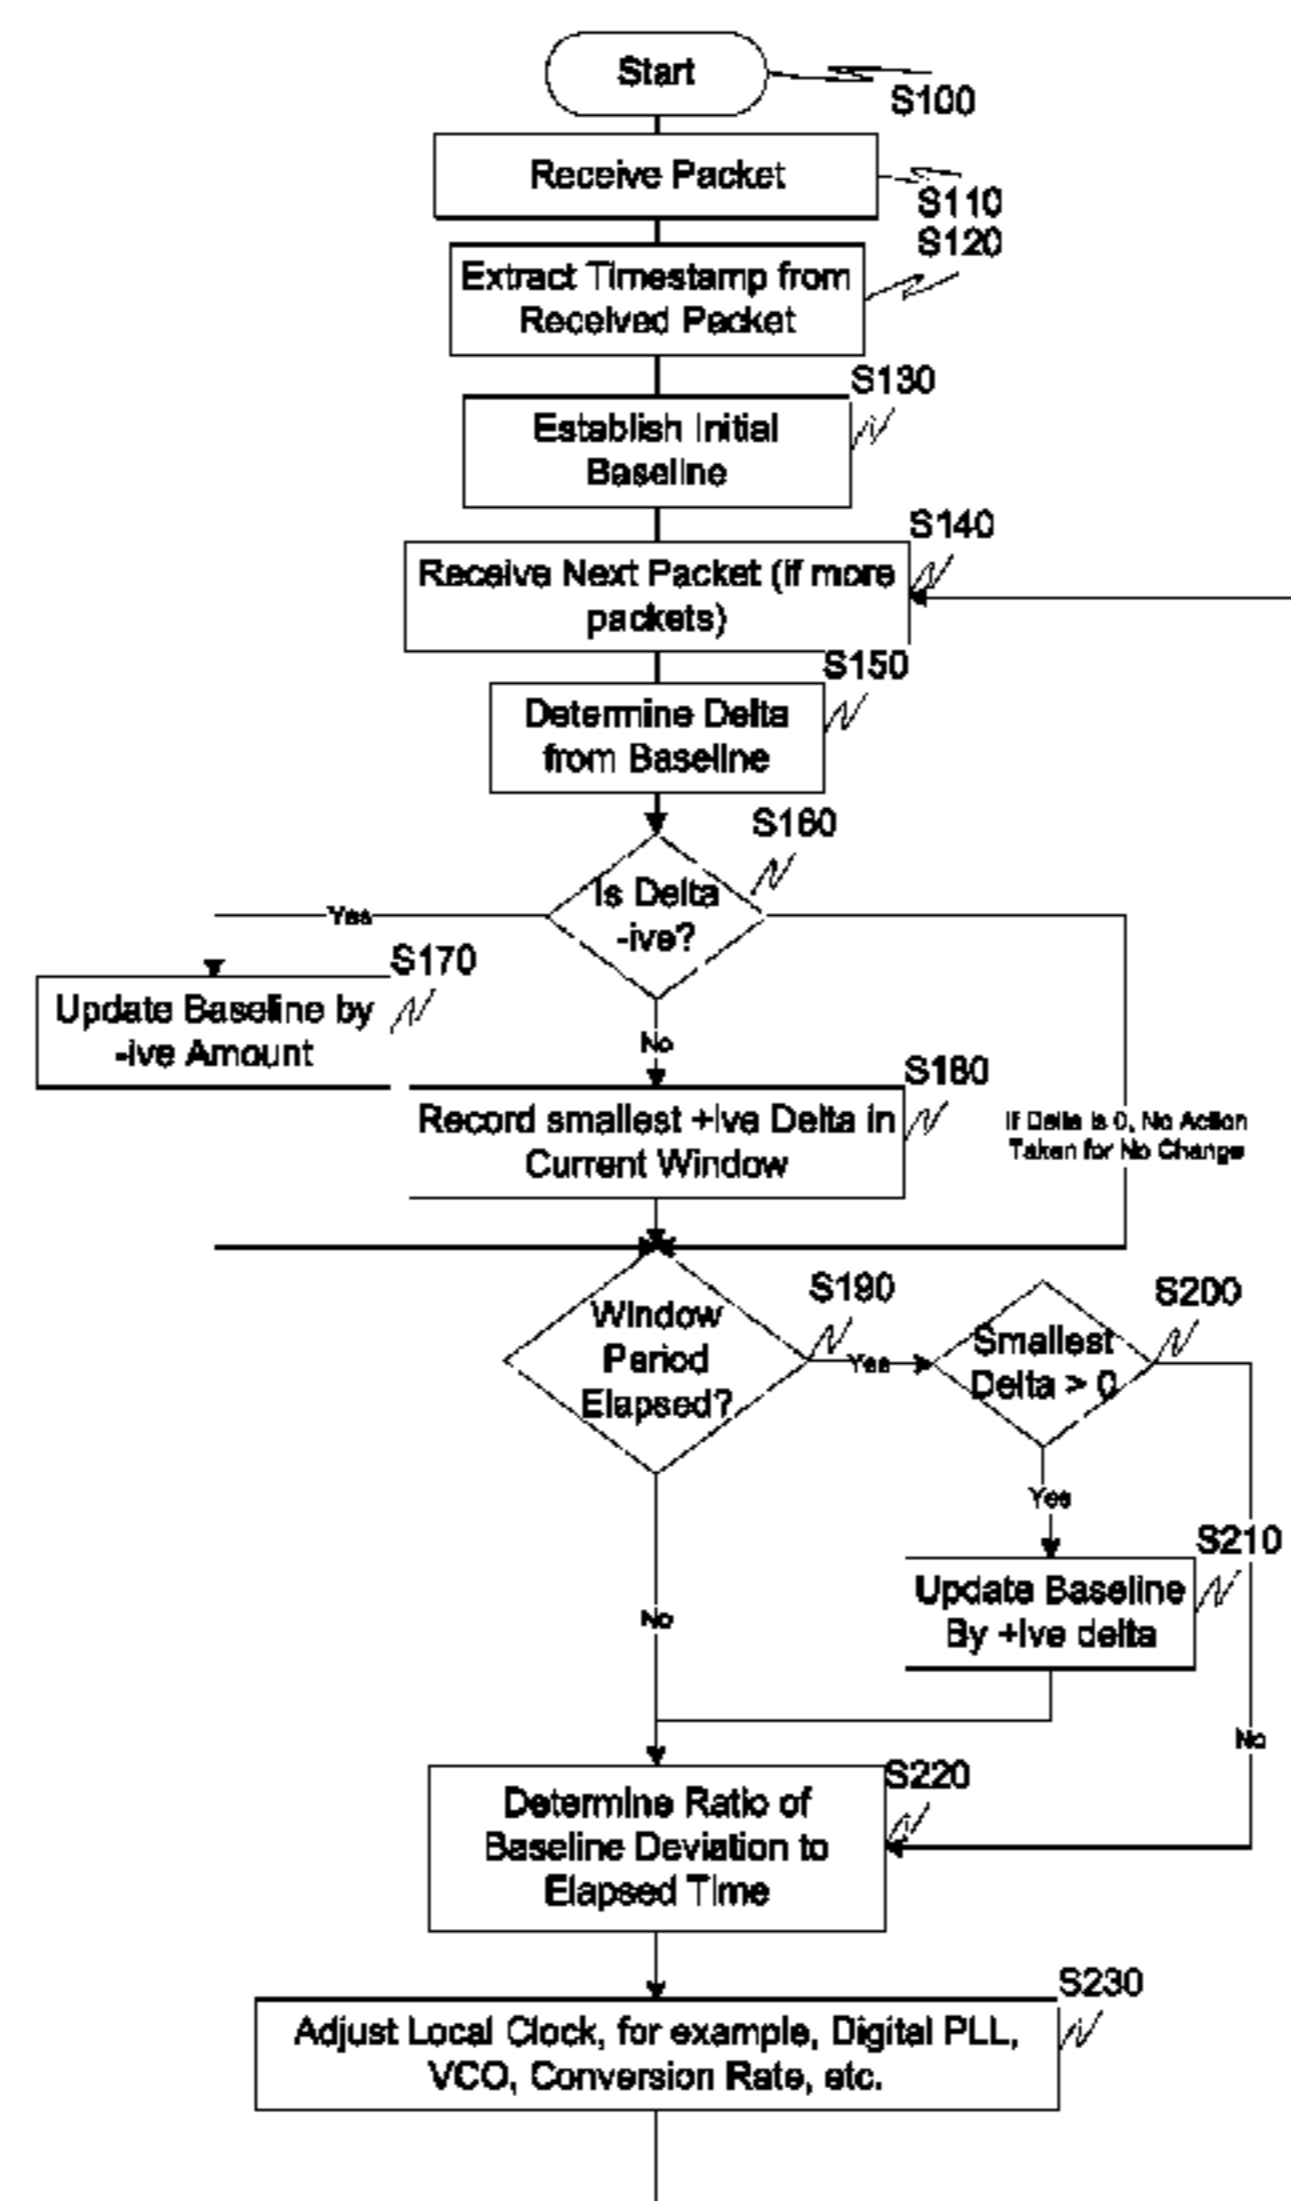 Start
S100
Receive Packet
S110
S120
Extract Timestamp from
Received Packet
S130
Establish Initial
Baseline
S140
Receive Next Packet (if more
packets)
S150
Determine Delta
from Baseline
S160
Is Delta
-ive?
Yes
S170
Update Baseline by
-ive Amount
No
S180
Record smallest +ive Delta in
Current Window
If Delta is 0, No Action
Taken for No Change
S190
Window
Period
Elapsed?
Yes
S200
Smallest
Delta > 0
Yes
S210
Update Baseline
By +ive delta
No
No
S220
Determine Ratio of
Baseline Deviation to
Elapsed Time
S230
Adjust Local Clock, for example, Digital PLL,
VCO, Conversion Rate, etc.